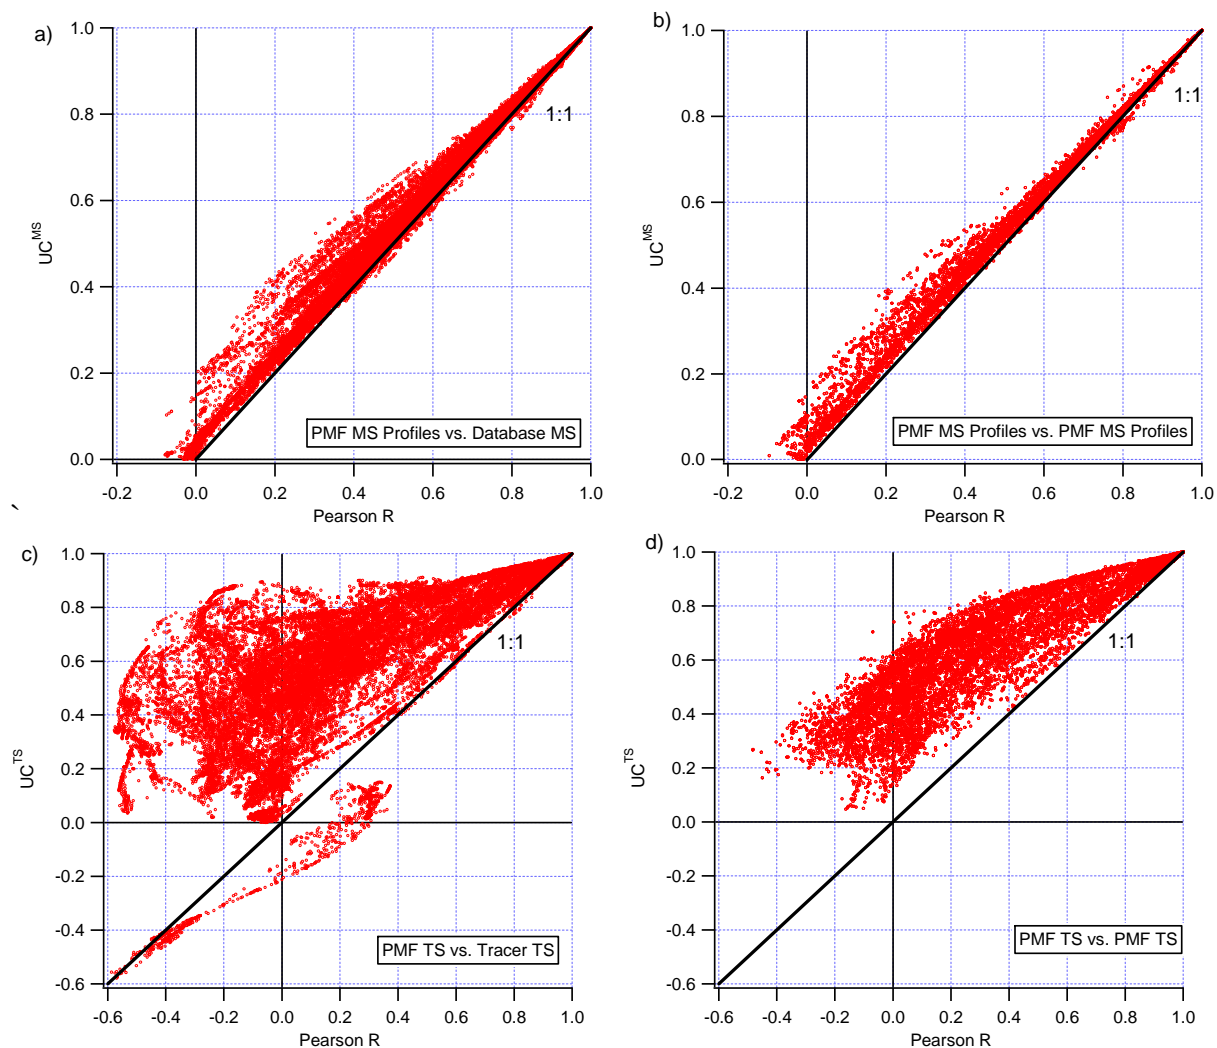 a)
1.0
0.8
0.6
0.4
0.2
0.0
UC^MS
-0.2 0.0 0.2 0.4 0.6 0.8 1.0
Pearson R
1:1
PMF MS Profiles vs. Database MS
b)
1.0
0.8
0.6
0.4
0.2
0.0
UC^MS
-0.2 0.0 0.2 0.4 0.6 0.8 1.0
Pearson R
1:1
PMF MS Profiles vs. PMF MS Profiles
`
c)
1.0
0.8
0.6
0.4
0.2
0.0
-0.2
-0.4
-0.6
UC^TS
-0.6 -0.4 -0.2 0.0 0.2 0.4 0.6 0.8 1.0
Pearson R
1:1
PMF TS vs. Tracer TS
d)
1.0
0.8
0.6
0.4
0.2
0.0
-0.2
-0.4
-0.6
UC^TS
-0.6 -0.4 -0.2 0.0 0.2 0.4 0.6 0.8 1.0
Pearson R
1:1
PMF TS vs. PMF TS